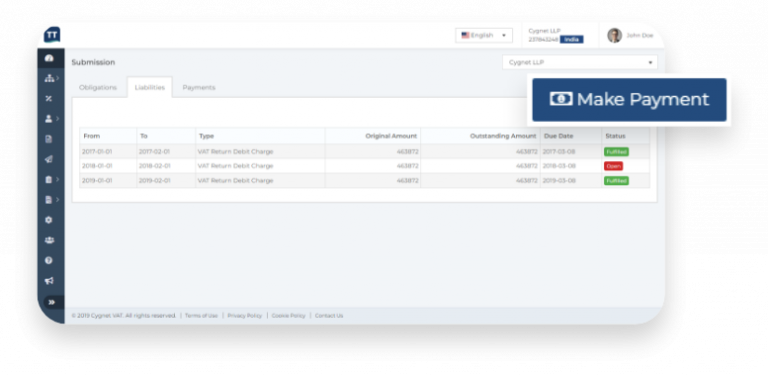 TT
English
Cygnet LLP
237843248 India
John Doe
Submission
Cygnet LLP
Obligations Liabilities Payments
Make Payment
From To Type Original Amount Outstanding Amount Due Date Status
2017-01-01 2017-02-01 VAT Return Debit Charge 463872 463872 2017-03-08 Fulfilled
2018-01-01 2018-02-01 VAT Return Debit Charge 463872 463872 2018-03-08 Open
2019-01-01 2019-02-01 VAT Return Debit Charge 463872 463872 2019-03-08 Fulfilled
© 2019 Cygnet VAT. All rights reserved. | Terms of Use | Privacy Policy | Cookie Policy | Contact Us